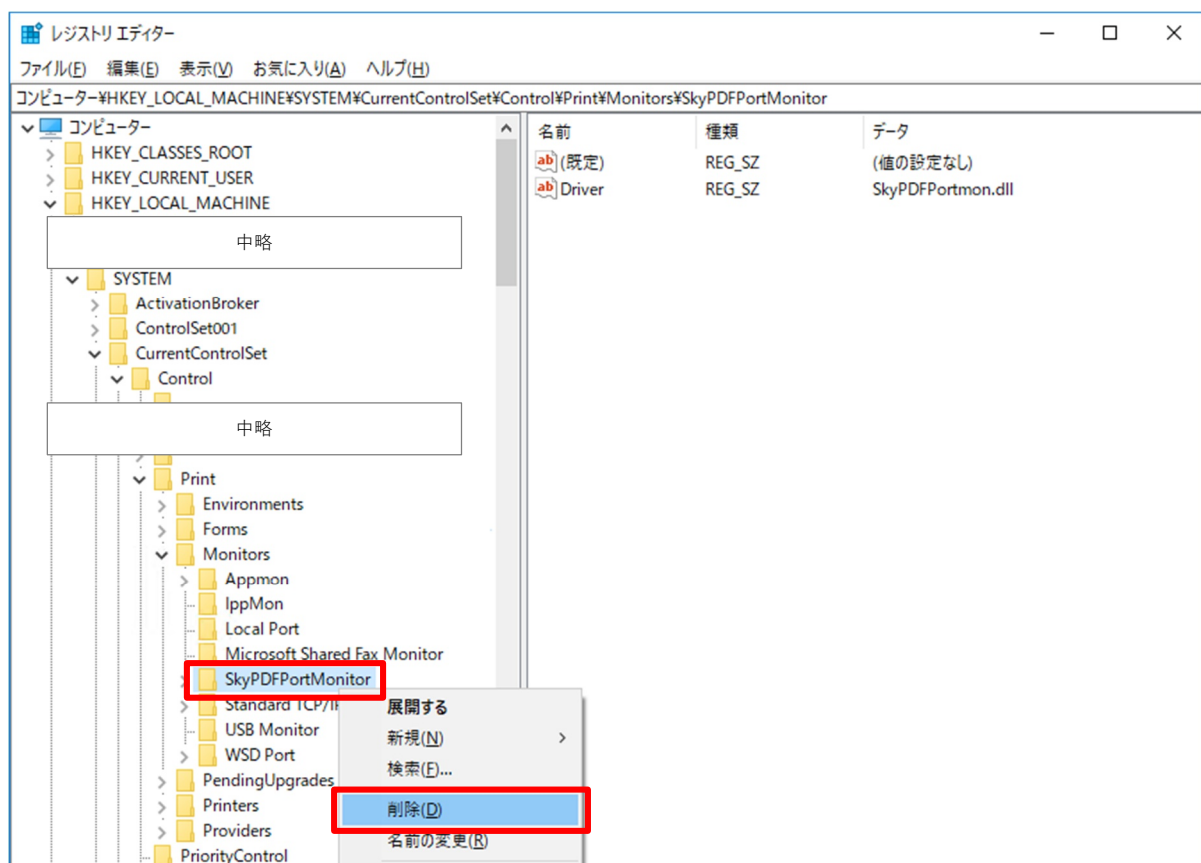 レジストリ エディター
ファイル(F) 編集(E) 表示(V) お気に入り(A) ヘルプ(H)
コンピューター¥HKEY_LOCAL_MACHINE¥SYSTEM¥CurrentControlSet¥Control¥Print¥Monitors¥SkyPDFPortMonitor
コンピューター
HKEY_CLASSES_ROOT
HKEY_CURRENT_USER
HKEY_LOCAL_MACHINE
中略
SYSTEM
ActivationBroker
ControlSet001
CurrentControlSet
Control
中略
Print
Environments
Forms
Monitors
Appmon
IppMon
Local Port
Microsoft Shared Fax Monitor
SkyPDFPortMonitor
Standard TCP/IP
USB Monitor
WSD Port
PendingUpgrades
Printers
Providers
PriorityControl
名前 種類 データ
ab (既定) REG_SZ (値の設定なし)
ab Driver REG_SZ SkyPDFPortmon.dll
展開する
新規(N)
検索(F)...
削除(D)
名前の変更(R)